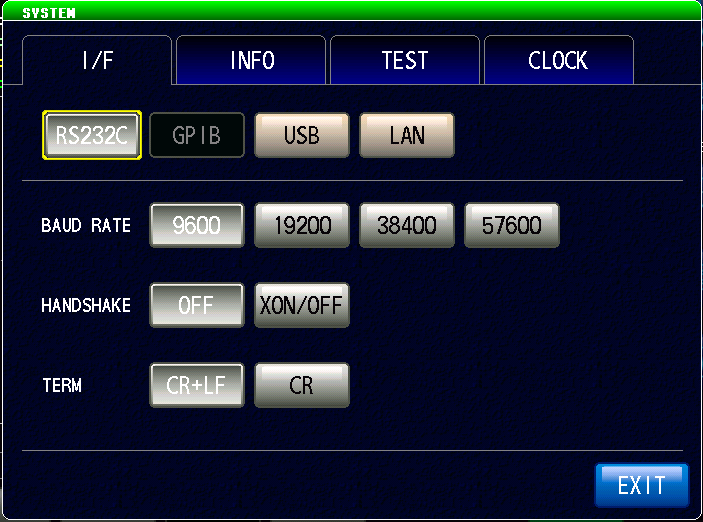 SYSTEM
I/F INFO TEST CLOCK
RS232C GPIB USB LAN
BAUD RATE 9600 19200 38400 57600
HANDSHAKE OFF XON/OFF
TERM CR+LF CR
EXIT